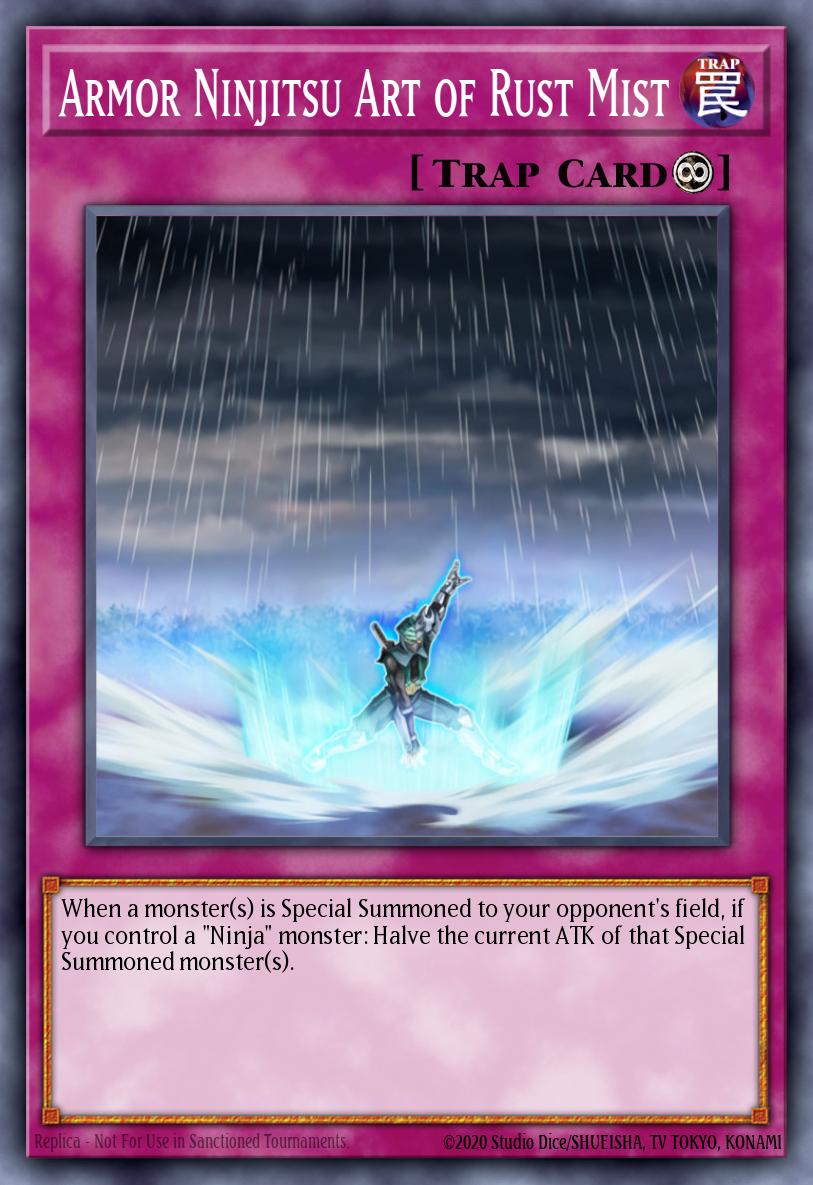 Armor Ninjitsu Art of Rust Mist
TRAP
罠
[Trap Card]
When a monster(s) is Special Summoned to your opponent's field, if
you control a "Ninja" monster: Halve the current ATK of that Special
Summoned monster(s).
Replica - Not For Use in Sanctioned Tournaments.
©2020 Studio Dice/SHUEISHA, TV TOKYO, KONAMI